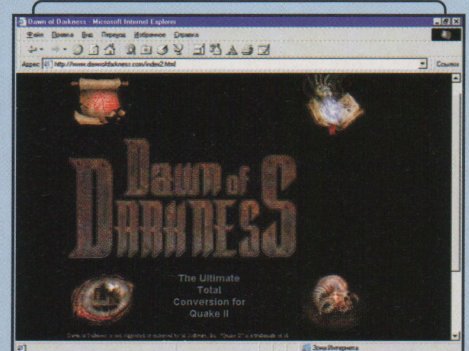 Dawn of Darkness - Microsoft Internet Explorer
Файл Правка Вид Переход Избранное Справка
Адрес http://www.dawnofdarkness.com/index2.html Ссылки
Dawn of
DARKNESS
The Ultimate
Total
Conversion for
Quake II
Зона Интернета